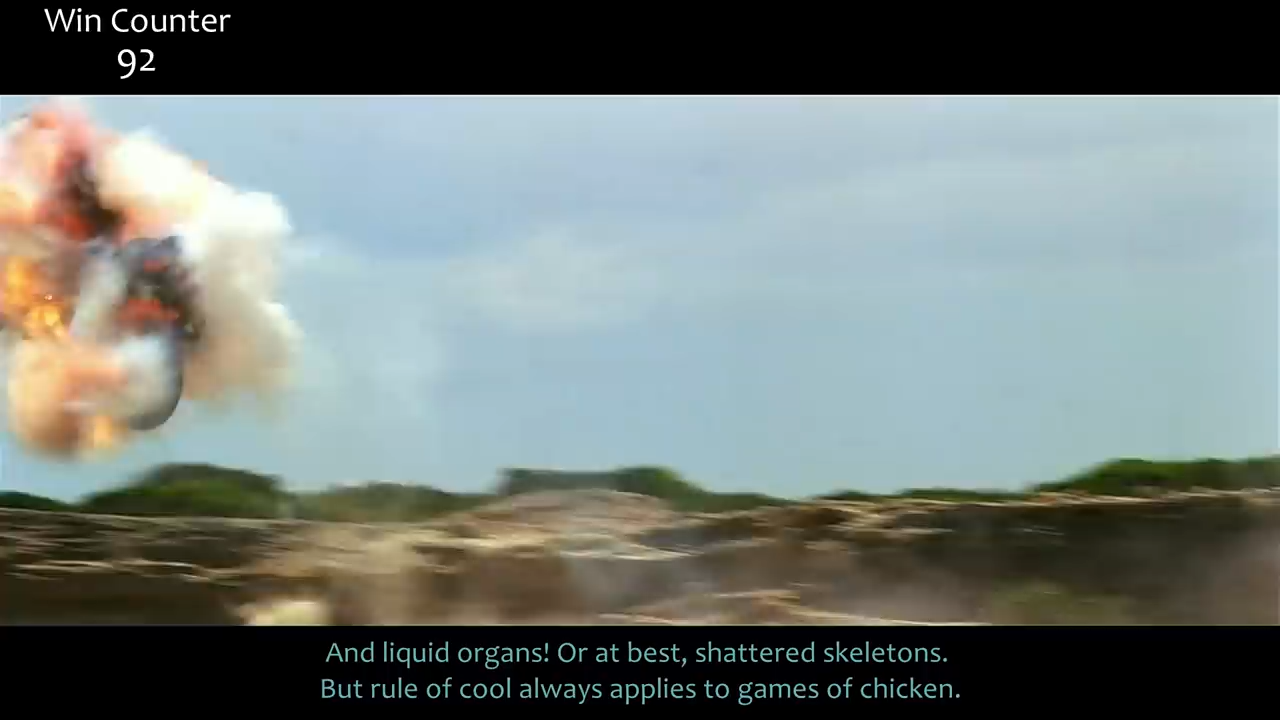 Win Counter
92
And liquid organs! Or at best, shattered skeletons.
But rule of cool always applies to games of chicken.